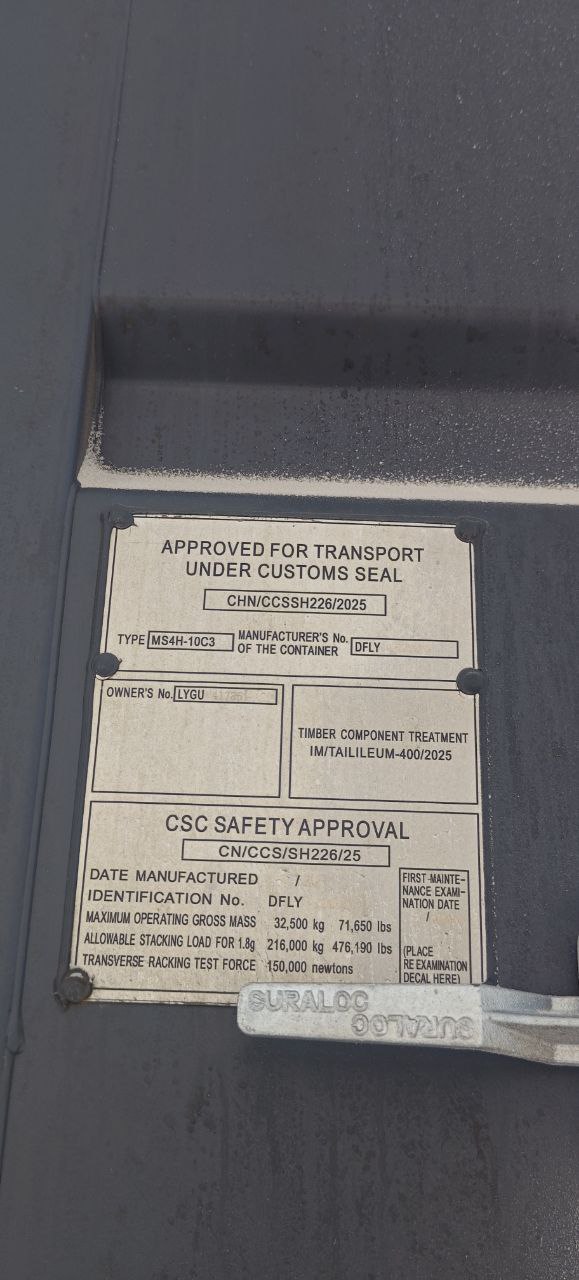 APPROVED FOR TRANSPORT
UNDER CUSTOMS SEAL
CHN/CCSSH226/2025
TYPE MS4H-10C3 MANUFACTURER'S No. OF THE CONTAINER DFLY
OWNER'S No. LYGU
TIMBER COMPONENT TREATMENT
IM/TAILILEUM-400/2025
CSC SAFETY APPROVAL
CN/CCS/SH226/25
DATE MANUFACTURED /
IDENTIFICATION No. DFLY
MAXIMUM OPERATING GROSS MASS 32,500 kg 71,650 lbs
ALLOWABLE STACKING LOAD FOR 1.8g 216,000 kg 476,190 lbs
TRANSVERSE RACKING TEST FORCE 150,000 newtons
FIRST MAINTE-
NANCE EXAMI-
NATION DATE
/
(PLACE
RE EXAMINATION
DECAL HERE)
SURALOC
SURALOC